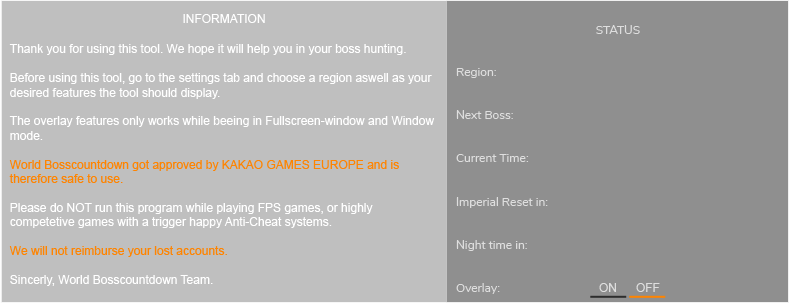 INFORMATION
Thank you for using this tool. We hope it will help you in your boss hunting.
Before using this tool, go to the settings tab and choose a region aswell as your
desired features the tool should display.
The overlay features only works while beeing in Fullscreen-window and Window
mode.
World Bosscountdown got approved by KAKAO GAMES EUROPE and is
therefore safe to use.
Please do NOT run this program while playing FPS games, or highly
competetive games with a trigger happy Anti-Cheat systems.
We will not reimburse your lost accounts.
Sincerly, World Bosscountdown Team.
STATUS
Region:
Next Boss:
Current Time:
Imperial Reset in:
Night time in:
Overlay: ON OFF